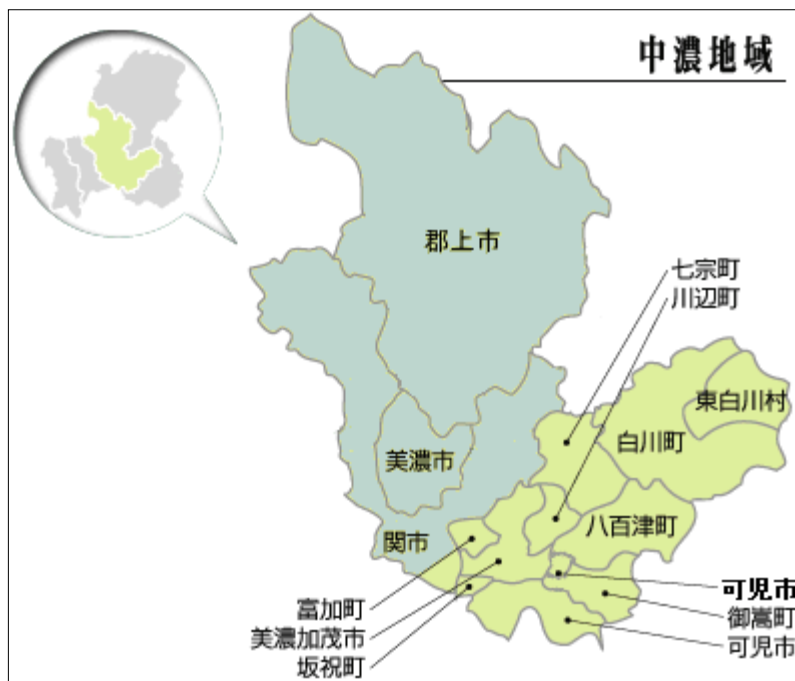 中濃地域
郡上市
七宗町
川辺町
東白川村
白川町
美濃市
八百津町
関市
可児市
富加町
御嵩町
美濃加茂市
可児市
坂祝町